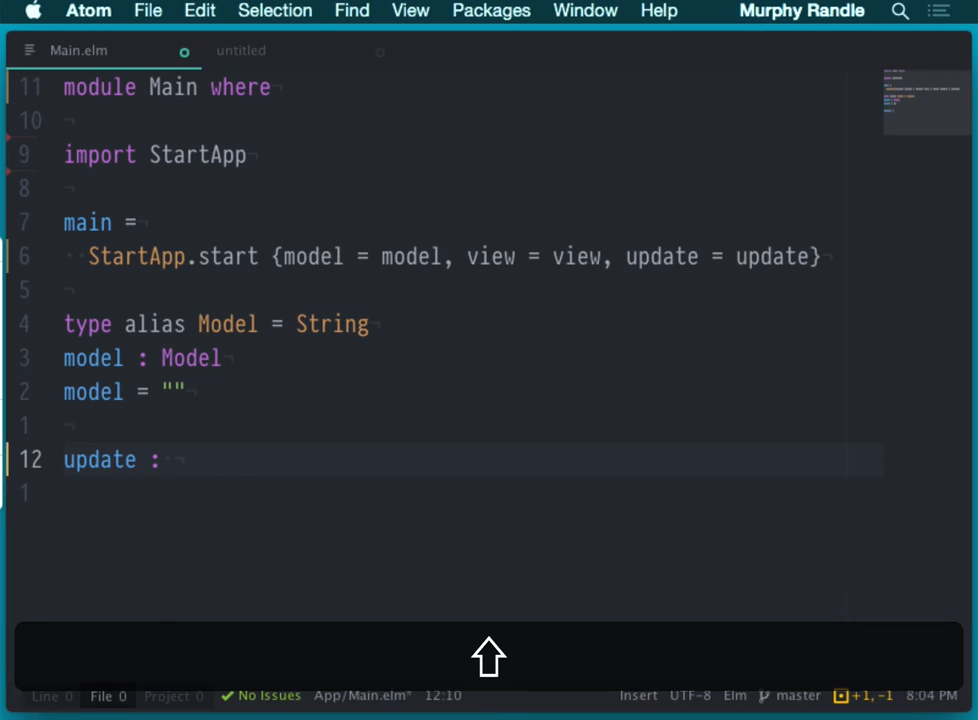 Atom File Edit Selection Find View Packages Window Help Murphy Randle
Main.elm untitled
11 module Main where¬
10 ¬
9 import StartApp¬
8 ¬
7 main =¬
6 ··StartApp.start {model = model, view = view, update = update}¬
5 ¬
4 type alias Model = String¬
3 model : Model¬
2 model = ""¬
1 ¬
12 update :·¬
1
Line 0 File 0 Project 0 No Issues App/Main.elm* 12:10 Insert UTF-8 Elm master +1, -1 8:04 PM